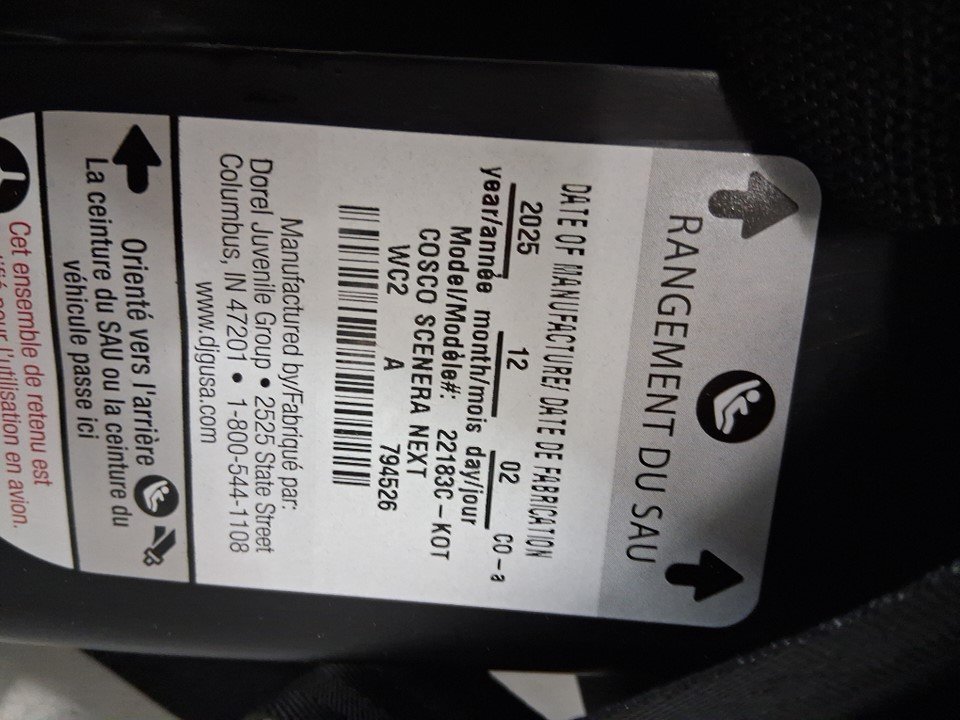 RANGEMENT DU SAU
DATE OF MANUFACTURE/DATE DE FABRICATION
2025 12 02 CO-a
year/année month/mois day/jour
Model/Modèle#: 22183C-KOT
COSCO SCENERA NEXT
WC2 A 794526
Manufactured by/Fabriqué par:
Dorel Juvenile Group • 2525 State Street
Columbus, IN 47201 • 1-800-544-1108
www.djgusa.com
Orienté vers l'arrière
La ceinture du SAU ou la ceinture du
véhicule passe ici
Cet ensemble de retenu est
pour l'utilisation en avion.